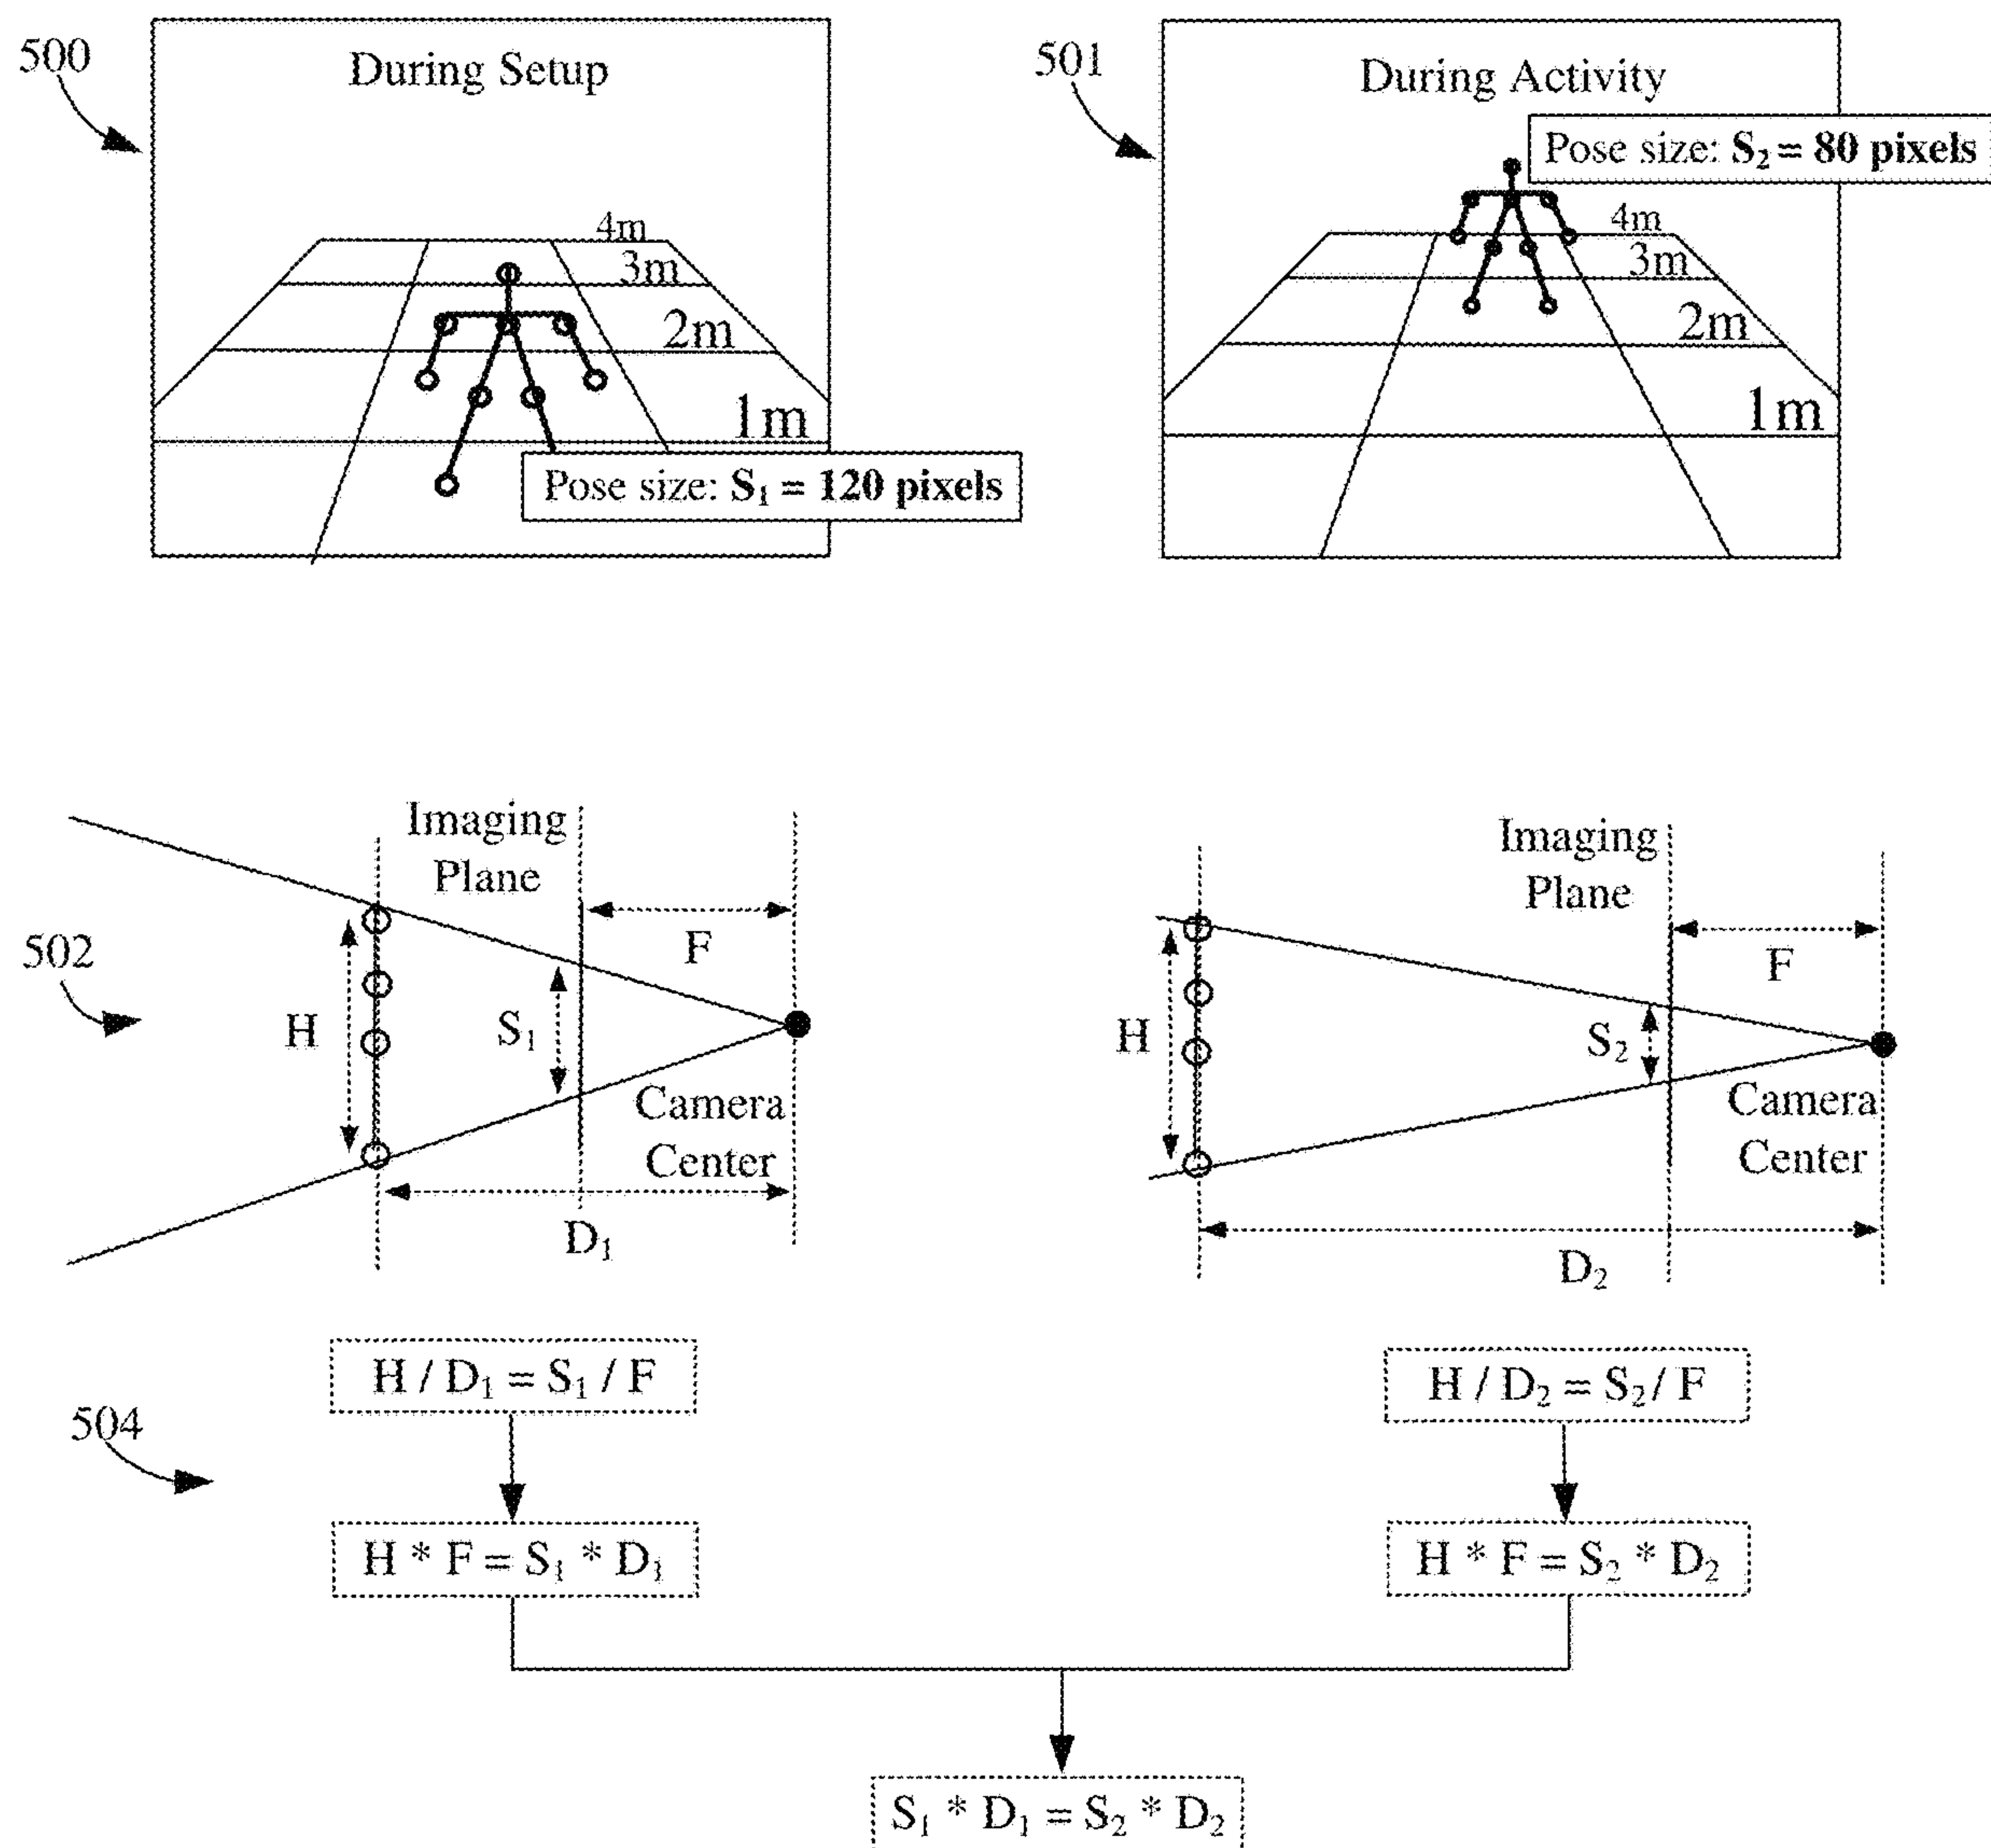 500
During Setup
4m
3m
2m
1m
Pose size: S₁ = 120 pixels
501
During Activity
Pose size: S₂ = 80 pixels
4m
3m
2m
1m
502
Imaging
Plane
F
H
S₁
Camera
Center
D₁
Imaging
Plane
F
H
S₂
Camera
Center
D₂
504
H / D₁ = S₁ / F
H * F = S₁ * D₁
H / D₂ = S₂ / F
H * F = S₂ * D₂
S₁ * D₁ = S₂ * D₂